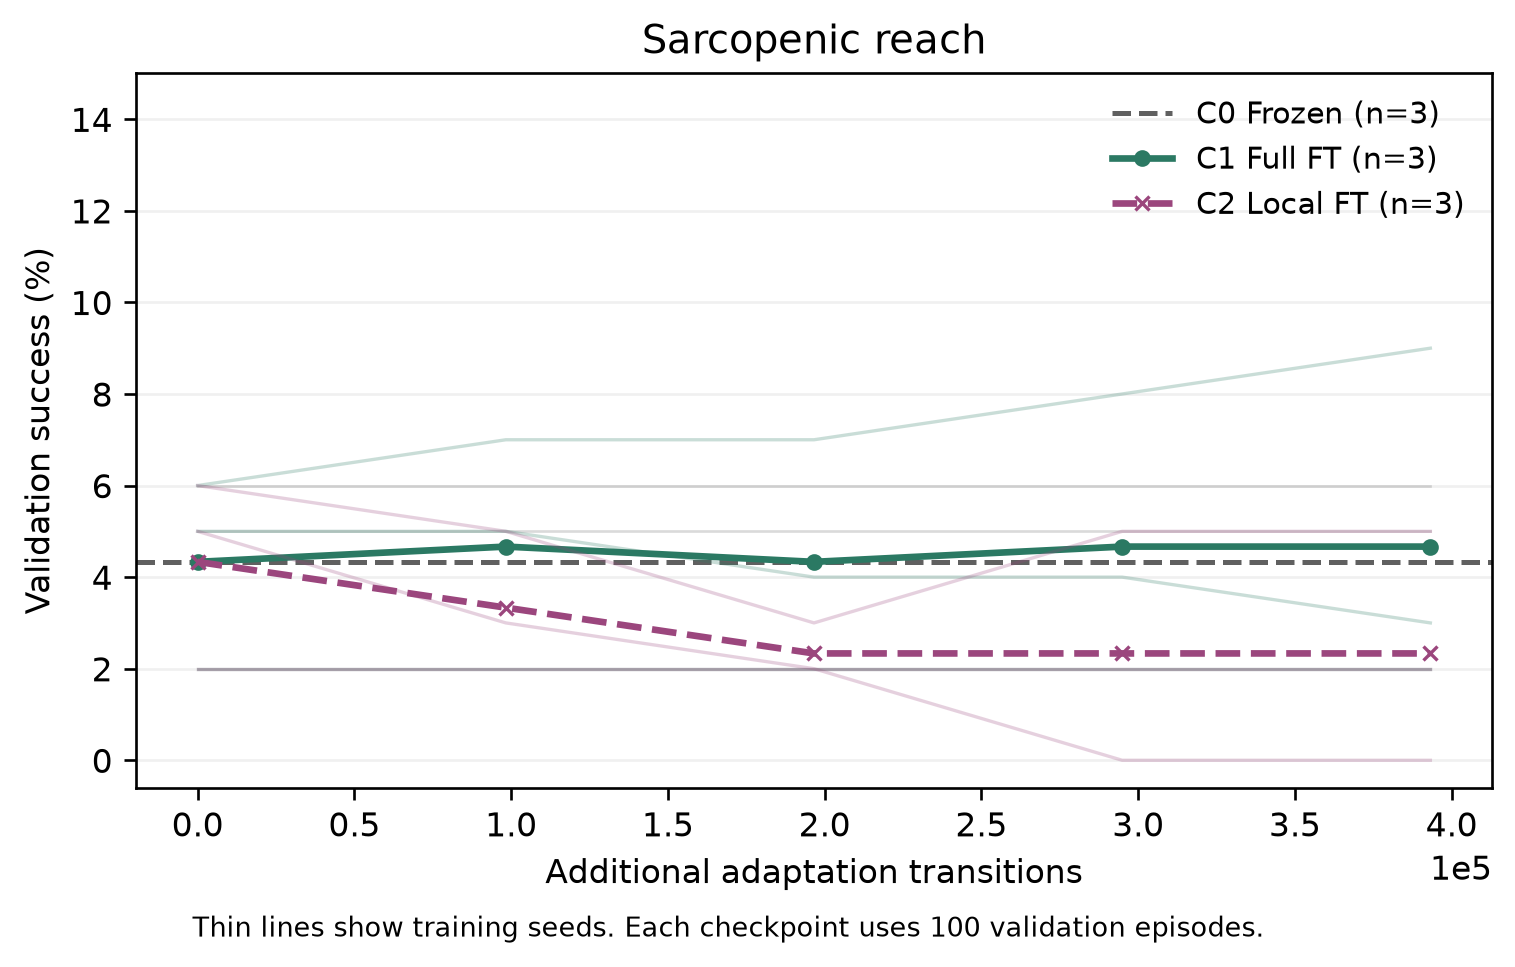 Sarcopenic reach
C0 Frozen (n=3)
C1 Full FT (n=3)
C2 Local FT (n=3)
Validation success (%)
14
12
10
8
6
4
2
0
0.0 0.5 1.0 1.5 2.0 2.5 3.0 3.5 4.0
1e5
Additional adaptation transitions
Thin lines show training seeds. Each checkpoint uses 100 validation episodes.